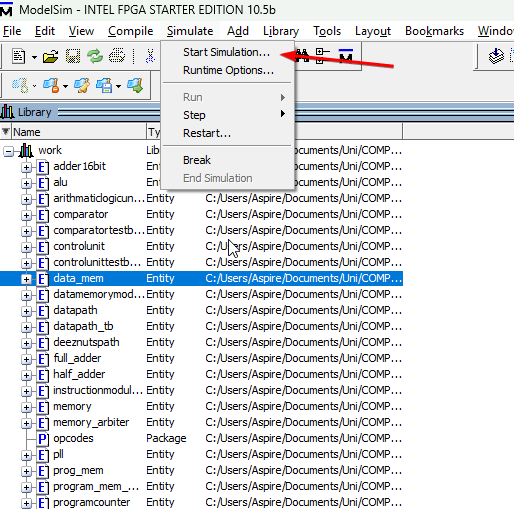 ModelSim - INTEL FPGA STARTER EDITION 10.5b
File Edit View Compile Simulate Add Library Tools Layout Bookmarks Window
Start Simulation...
Runtime Options...
Run
Step
Restart...
Break
End Simulation
Library
Name Ty
work Lib C:/Users/Aspire/Documents/Uni/COMP...
adder16bit Ent C:/Users/Aspire/Documents/Uni/COMP...
alu Ent C:/Users/Aspire/Documents/Uni/COMP...
arithmaticlogicun... Entity C:/Users/Aspire/Documents/Uni/COMP...
comparator Entity C:/Users/Aspire/Documents/Uni/COMP...
comparatortestb... Entity C:/Users/Aspire/Documents/Uni/COMP...
controlunit Entity C:/Users/Aspire/Documents/Uni/COMP...
controlunittestb... Entity C:/Users/Aspire/Documents/Uni/COMP...
data_mem Entity C:/Users/Aspire/Documents/Uni/COMP...
datamemorymod... Entity C:/Users/Aspire/Documents/Uni/COMP...
datapath Entity C:/Users/Aspire/Documents/Uni/COMP...
datapath_tb Entity C:/Users/Aspire/Documents/Uni/COMP...
deeznutspath Entity C:/Users/Aspire/Documents/Uni/COMP...
full_adder Entity C:/Users/Aspire/Documents/Uni/COMP...
half_adder Entity C:/Users/Aspire/Documents/Uni/COMP...
instructionmodul... Entity C:/Users/Aspire/Documents/Uni/COMP...
memory Entity C:/Users/Aspire/Documents/Uni/COMP...
memory_arbiter Entity C:/Users/Aspire/Documents/Uni/COMP...
opcodes Package C:/Users/Aspire/Documents/Uni/COMP...
pll Entity C:/Users/Aspire/Documents/Uni/COMP...
prog_mem Entity C:/Users/Aspire/Documents/Uni/COMP...
program_mem_... Entity C:/Users/Aspire/Documents/Uni/COMP...
programcounter Entity C:/Users/Aspire/Documents/Uni/COMP...